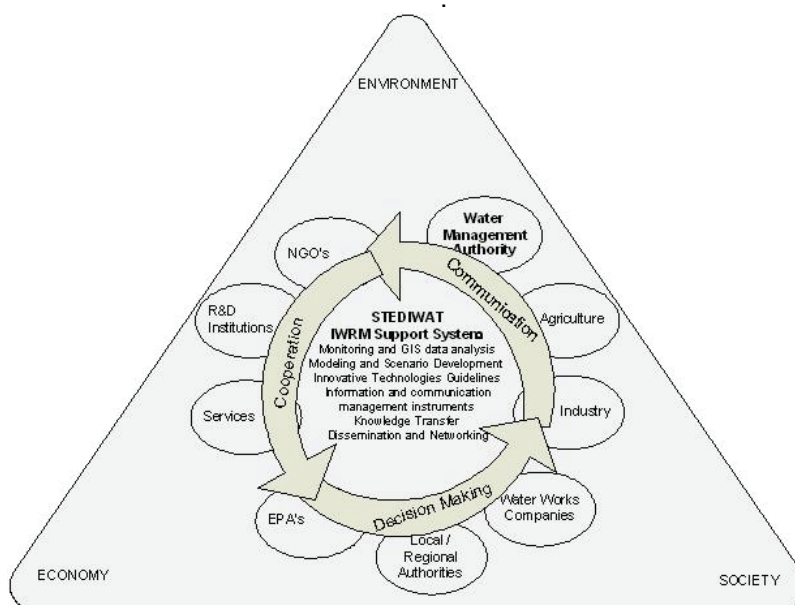 ENVIRONMENT
Water
Management
Authority
NGO's
Communication
R&D
Institutions
Agriculture
STEDIWAT
IWRM Support System
Monitoring and GIS data analysis
Modeling and Scenario Development
Innovative Technologies Guidelines
Information and communication
management instruments
Knowledge Transfer
Dissemination and Networking
Cooperation
Services
Industry
EPA's
Decision Making
Water Works
Companies
Local /
Regional
Authorities
ECONOMY
SOCIETY